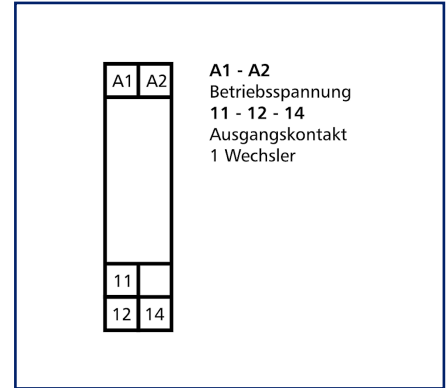 A1 A2
A1 - A2
Betriebsspannung
11 - 12 - 14
Ausgangskontakt
1 Wechsler
11
12 14